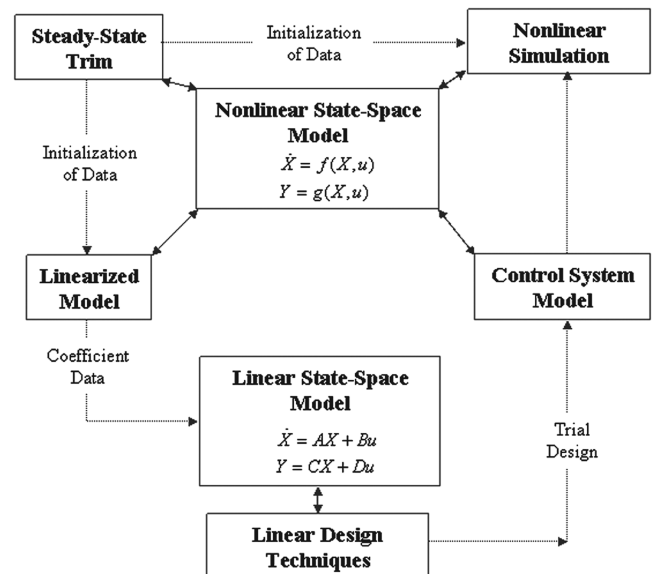 Steady-State
Trim
Initialization
of Data
Nonlinear
Simulation
Nonlinear State-Space
Model
Ẋ = f(X,u)
Y = g(X,u)
Initialization
of Data
Linearized
Model
Control System
Model
Coefficient
Data
Linear State-Space
Model
Ẋ = AX + Bu
Y = CX + Du
Trial
Design
Linear Design
Techniques